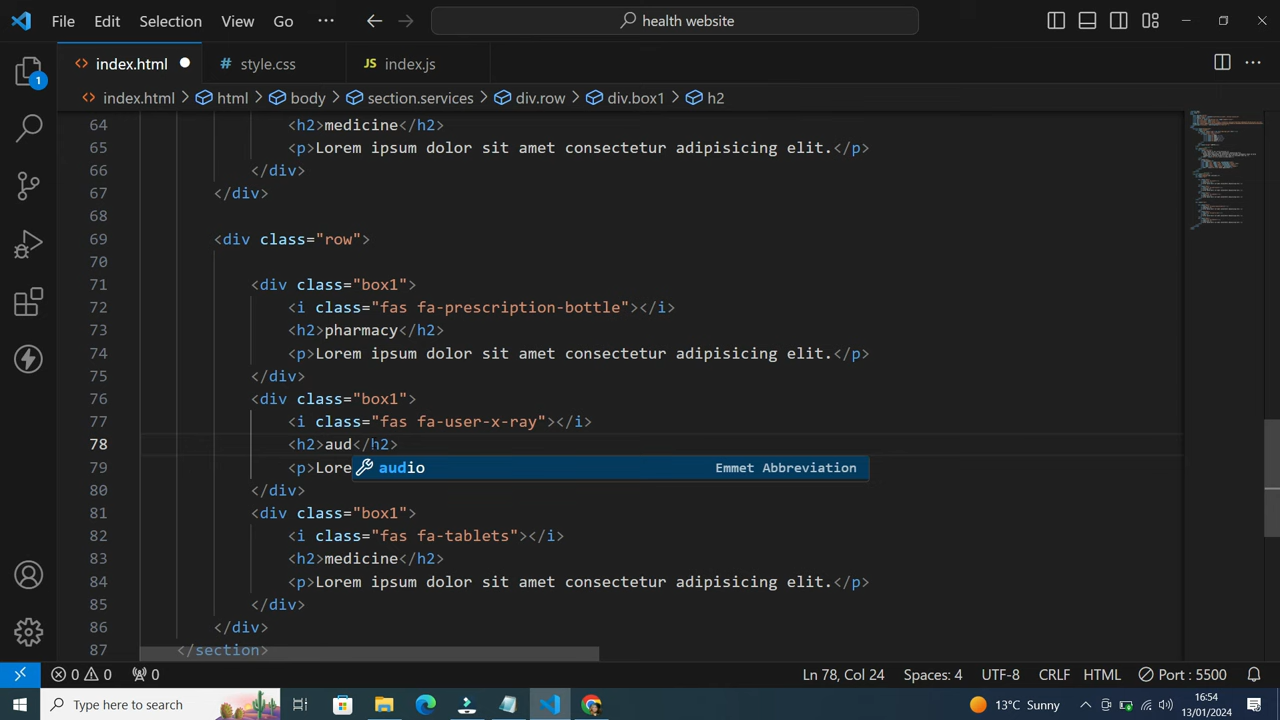 File Edit Selection View Go ··· health website
index.html # style.css JS index.js
index.html > html > body > section.services > div.row > div.box1 > h2
1
64 <h2>medicine</h2>
65 <p>Lorem ipsum dolor sit amet consectetur adipisicing elit.</p>
66 </div>
67 </div>
68
69 <div class="row">
70
71 <div class="box1">
72 <i class="fas fa-prescription-bottle"></i>
73 <h2>pharmacy</h2>
74 <p>Lorem ipsum dolor sit amet consectetur adipisicing elit.</p>
75 </div>
76 <div class="box1">
77 <i class="fas fa-user-x-ray"></i>
78 <h2>aud</h2>
79 <p>Lore audio Emmet Abbreviation
80 </div>
81 <div class="box1">
82 <i class="fas fa-tablets"></i>
83 <h2>medicine</h2>
84 <p>Lorem ipsum dolor sit amet consectetur adipisicing elit.</p>
85 </div>
86 </div>
87 </section>
0 0 0 Ln 78, Col 24 Spaces: 4 UTF-8 CRLF HTML Port : 5500
Type here to search 13°C Sunny 16:54
13/01/2024